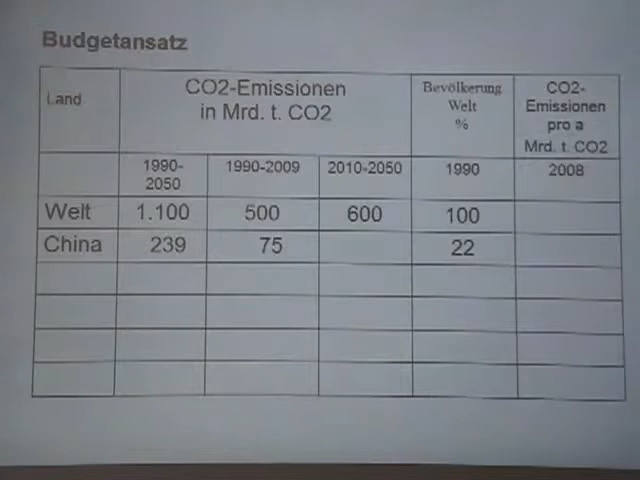 Budgetansatz
Land
CO2-Emissionen
in Mrd. t. CO2
Bevölkerung
Welt
%
CO2-
Emissionen
pro a
Mrd. t. CO2
1990-
2050
1990-2009
2010-2050
1990
2008
Welt 1.100 500 600 100
China 239 75 22